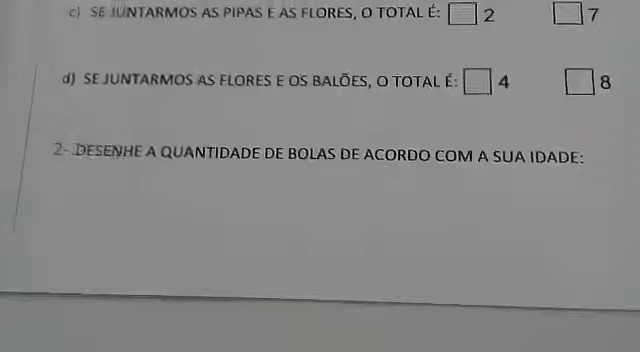 c) SE JUNTARMOS AS PIPAS E AS FLORES, O TOTAL É: 2 7
d) SE JUNTARMOS AS FLORES E OS BALÕES, O TOTAL É: 4 8
2- DESENHE A QUANTIDADE DE BOLAS DE ACORDO COM A SUA IDADE: